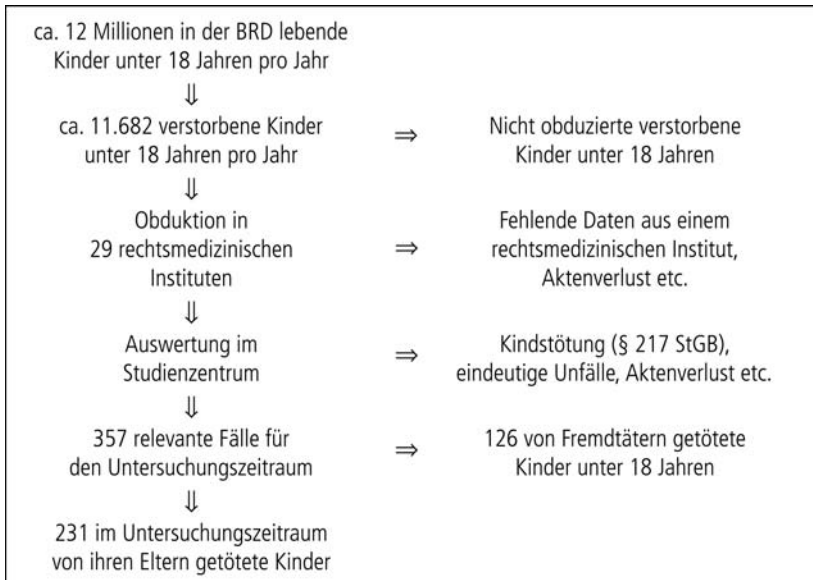 ca. 12 Millionen in der BRD lebende
Kinder unter 18 Jahren pro Jahr
⇓
ca. 11.682 verstorbene Kinder
unter 18 Jahren pro Jahr
⇒
Nicht obduzierte verstorbene
Kinder unter 18 Jahren
⇓
Obduktion in
29 rechtsmedizinischen
Instituten
⇒
Fehlende Daten aus einem
rechtsmedizinischen Institut,
Aktenverlust etc.
⇓
Auswertung im
Studienzentrum
⇒
Kindstötung (§ 217 StGB),
eindeutige Unfälle, Aktenverlust etc.
⇓
357 relevante Fälle für
den Untersuchungszeitraum
⇒
126 von Fremdtätern getötete
Kinder unter 18 Jahren
⇓
231 im Untersuchungszeitraum
von ihren Eltern getötete Kinder